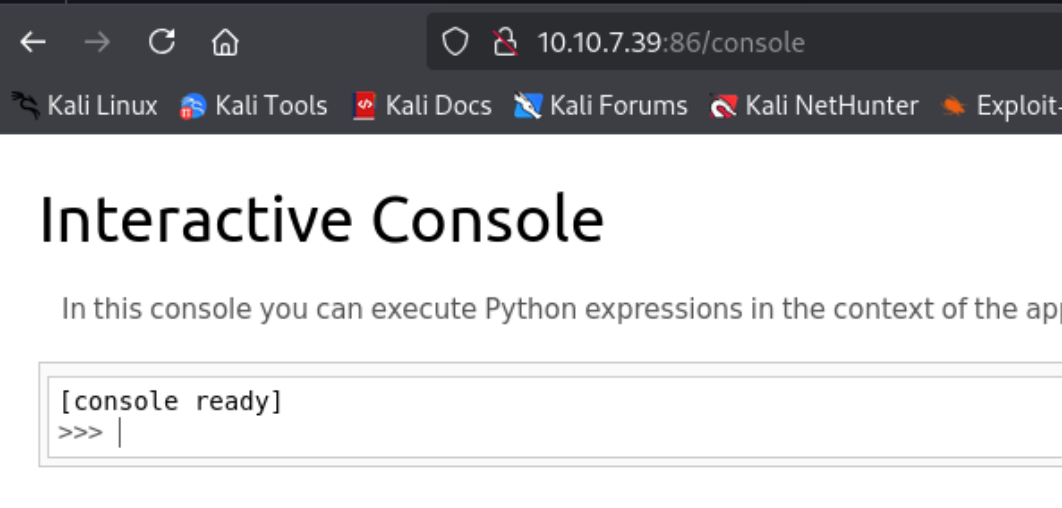 10.10.7.39:86/console
Kali Linux Kali Tools Kali Docs Kali Forums Kali NetHunter Exploit-
Interactive Console
In this console you can execute Python expressions in the context of the
[console ready]
>>>